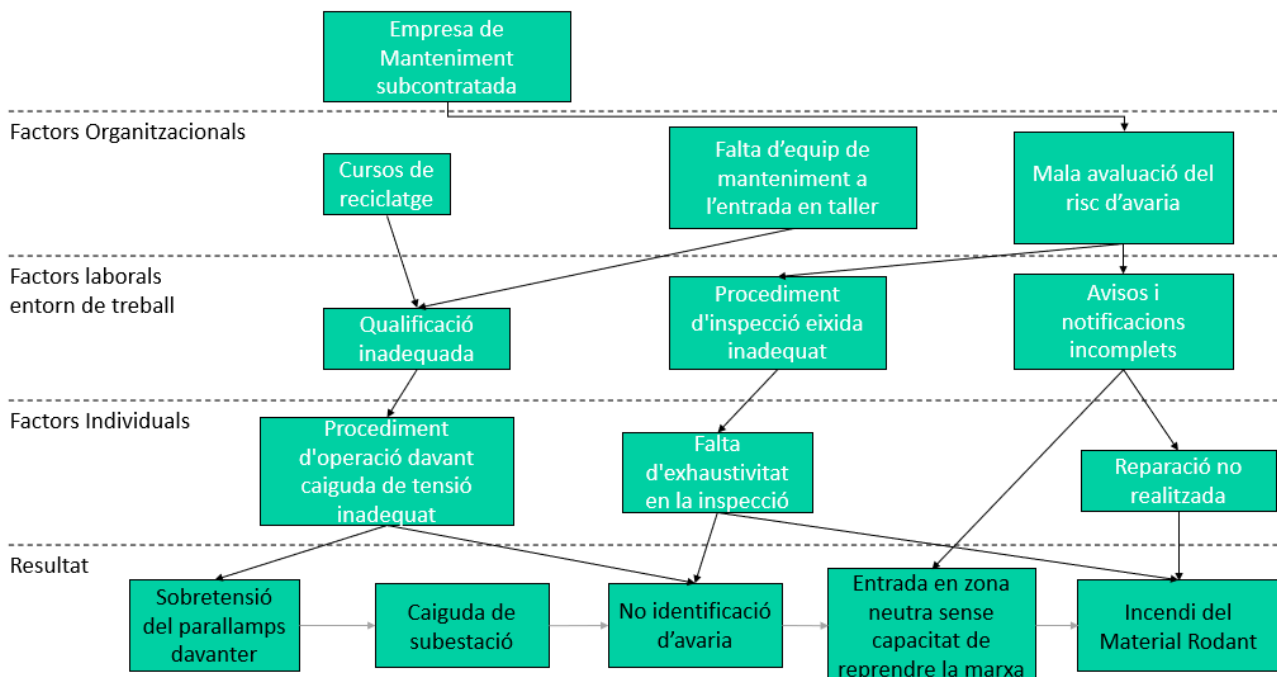 Empresa de
Manteniment
subcontratada
Factors Organitzacionals
Cursos de
reciclatge
Falta d’equip de
manteniment a
l’entrada en taller
Mala avaluació del
risc d’avaria
Factors laborals
entorn de treball
Qualificació
inadequada
Procediment
d'inspecció eixida
inadequat
Avisos i
notificacions
incomplets
Factors Individuals
Procediment
d'operació davant
caiguda de tensió
inadequat
Falta
d'exhaustivitat
en la inspecció
Reparació no
realitzada
Resultat
Sobretensió
del parallamps
davanter
Caiguda de
subestació
No identificació
d’avaria
Entrada en zona
neutra sense
capacitat de
reprendre la marxa
Incendi del
Material Rodant